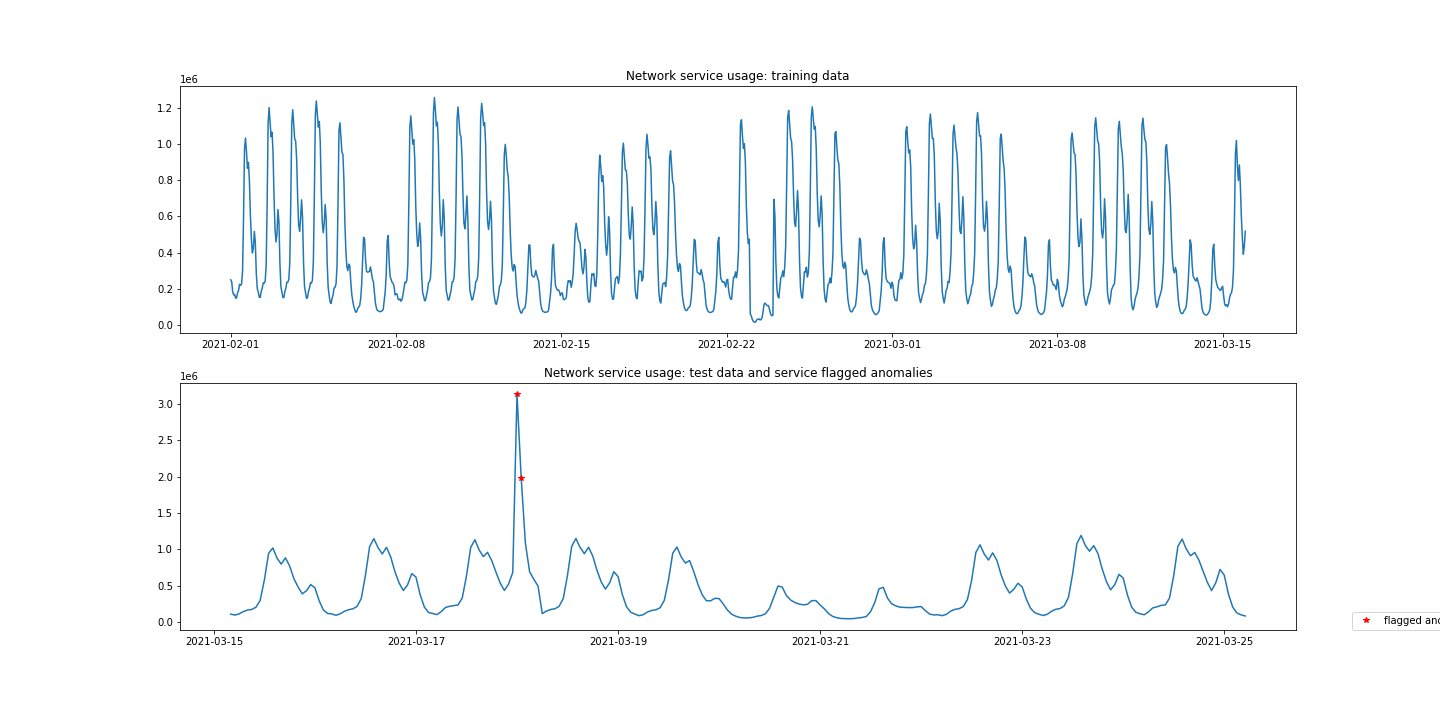 Network service usage: training data
1e6
1.2
1.0
0.8
0.6
0.4
0.2
0.0
2021-02-01 2021-02-08 2021-02-15 2021-02-22 2021-03-01 2021-03-08 2021-03-15
Network service usage: test data and service flagged anomalies
1e6
3.0
2.5
2.0
1.5
1.0
0.5
0.0
flagged ano
2021-03-15 2021-03-17 2021-03-19 2021-03-21 2021-03-23 2021-03-25